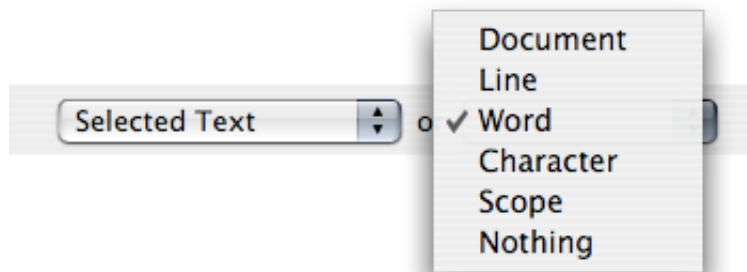 Document
Line
Selected Text o ✓ Word
Character
Scope
Nothing